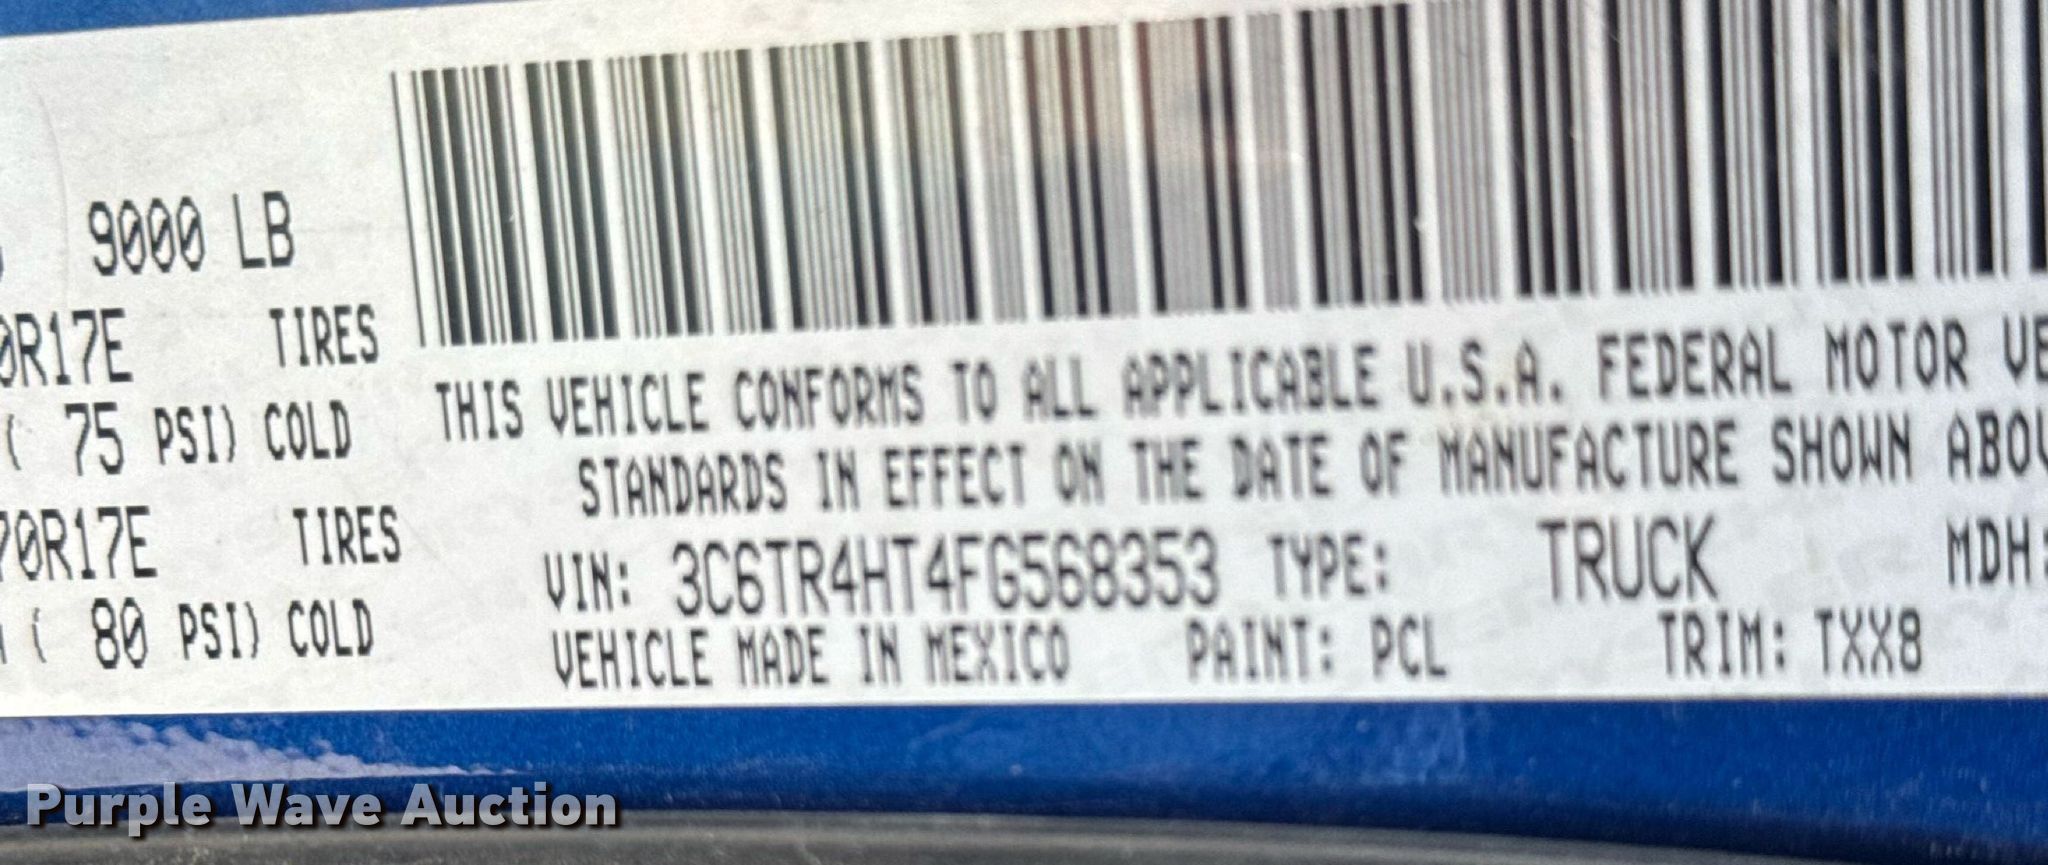 9000 LB
0R17E TIRES
( 75 PSI) COLD
70R17E TIRES
( 80 PSI) COLD
THIS VEHICLE CONFORMS TO ALL APPLICABLE U.S.A. FEDERAL MOTOR VE
STANDARDS IN EFFECT ON THE DATE OF MANUFACTURE SHOWN ABOV
VIN: 3C6TR4HT4FG568353 TYPE: TRUCK MDH:
VEHICLE MADE IN MEXICO PAINT: PCL TRIM: TXX8
Purple Wave Auction